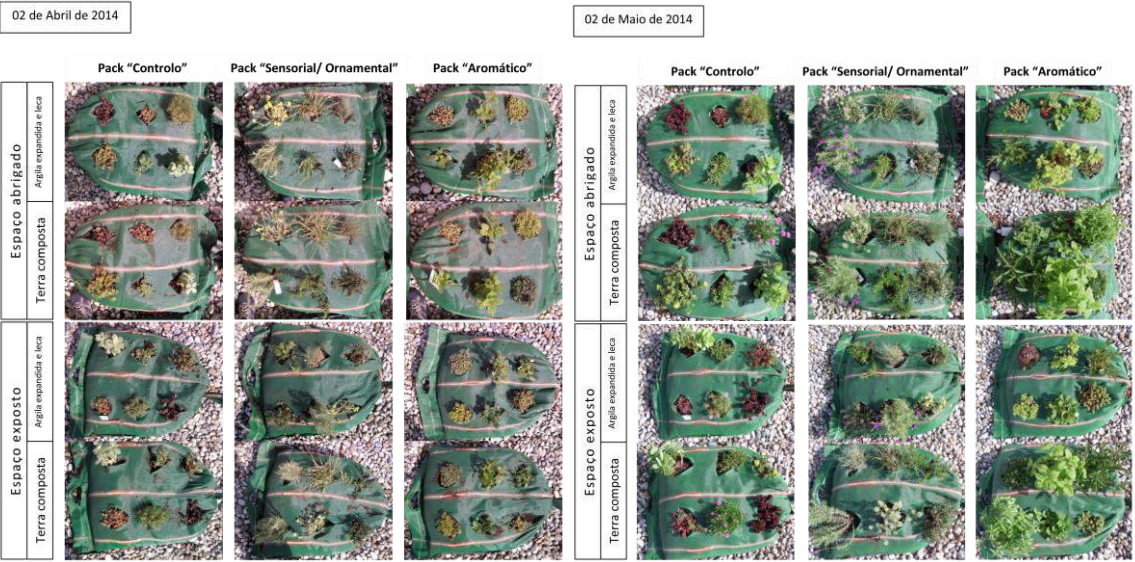 02 de Abril de 2014
Pack “Controlo”
Pack “Sensorial/ Ornamental”
Pack “Aromático”
Espaço abrigado
Argila expandida e leca
Terra composta
Espaço exposto
Argila expandida e leca
Terra composta
02 de Maio de 2014
Pack “Controlo”
Pack “Sensorial/ Ornamental”
Pack “Aromático”
Espaço abrigado
Argila expandida e leca
Terra composta
Espaço exposto
Argila expandida e leca
Terra composta